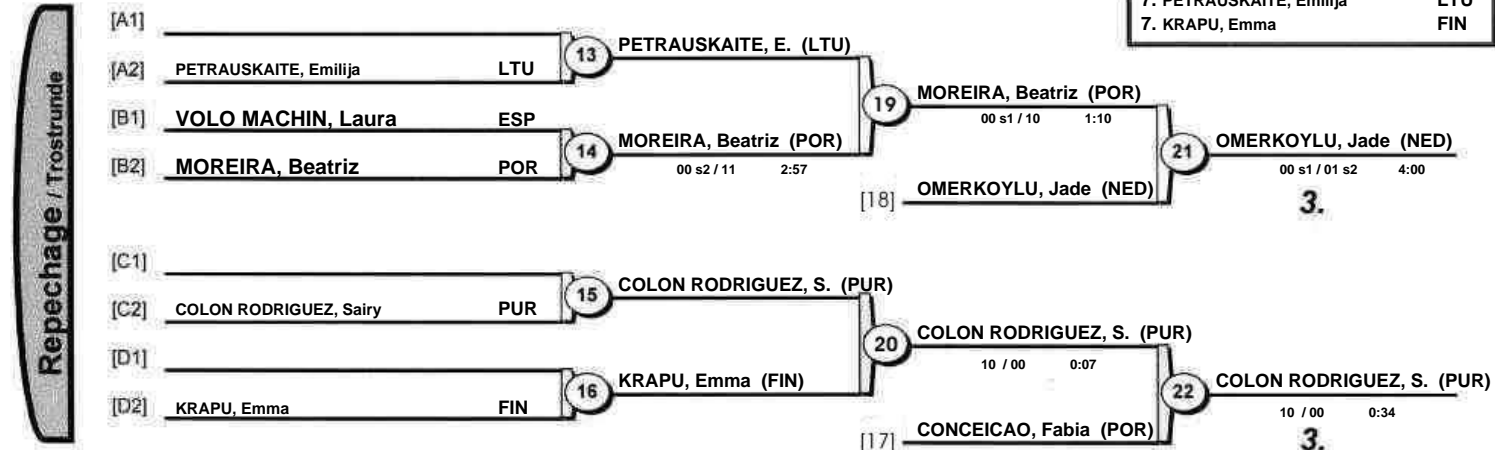 7. PETRAUSKAITE, Emilija LTU
7. KRAPU, Emma FIN
Repechage / Trostrunde
[A1]
13 PETRAUSKAITE, E. (LTU)
[A2] PETRAUSKAITE, Emilija LTU
19 MOREIRA, Beatriz (POR)
00 s1 / 10 1:10
[B1] VOLO MACHIN, Laura ESP
14 MOREIRA, Beatriz (POR)
00 s2 / 11 2:57
21 OMERKOYLU, Jade (NED)
00 s1 / 01 s2 4:00
3.
[B2] MOREIRA, Beatriz POR
[18] OMERKOYLU, Jade (NED)
[C1]
15 COLON RODRIGUEZ, S. (PUR)
[C2] COLON RODRIGUEZ, Sairy PUR
20 COLON RODRIGUEZ, S. (PUR)
10 / 00 0:07
[D1]
16 KRAPU, Emma (FIN)
22 COLON RODRIGUEZ, S. (PUR)
10 / 00 0:34
3.
[D2] KRAPU, Emma FIN
[17] CONCEICAO, Fabia (POR)